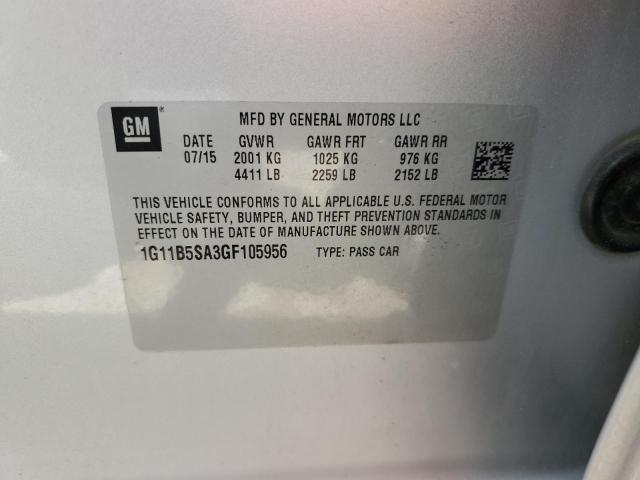 GM
MFD BY GENERAL MOTORS LLC
DATE GVWR GAWR FRT GAWR RR
07/15 2001 KG 1025 KG 976 KG
4411 LB 2259 LB 2152 LB
THIS VEHICLE CONFORMS TO ALL APPLICABLE U.S. FEDERAL MOTOR
VEHICLE SAFETY, BUMPER, AND THEFT PREVENTION STANDARDS IN
EFFECT ON THE DATE OF MANUFACTURE SHOWN ABOVE.
1G11B5SA3GF105956 TYPE: PASS CAR